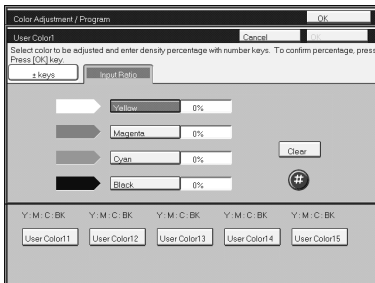 Color Adjustment / Program OK
User Color1 Cancel OK
Select color to be adjusted and enter density percentage with number keys. To confirm percentage, press
Press [OK] key.
± keys Input Ratio
Yellow 0%
Magenta 0%
Cyan 0%
Clear
Black 0%
#
Y : M : C : BK Y : M : C : BK Y : M : C : BK Y : M : C : BK Y : M : C : BK
User Color11 User Color12 User Color13 User Color14 User Color15